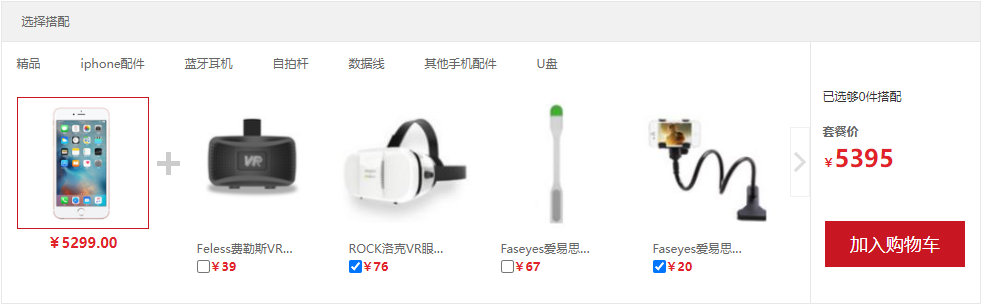 选择搭配
精品 iphone配件 蓝牙耳机 自拍杆 数据线 其他手机配件 U盘
已选够0件搭配
套餐价
￥5395
加入购物车
VR
￥5299.00
Feless费勒斯VR...
￥39
ROCK洛克VR眼...
￥76
Faseyes爱易思...
￥67
Faseyes爱易思...
￥20